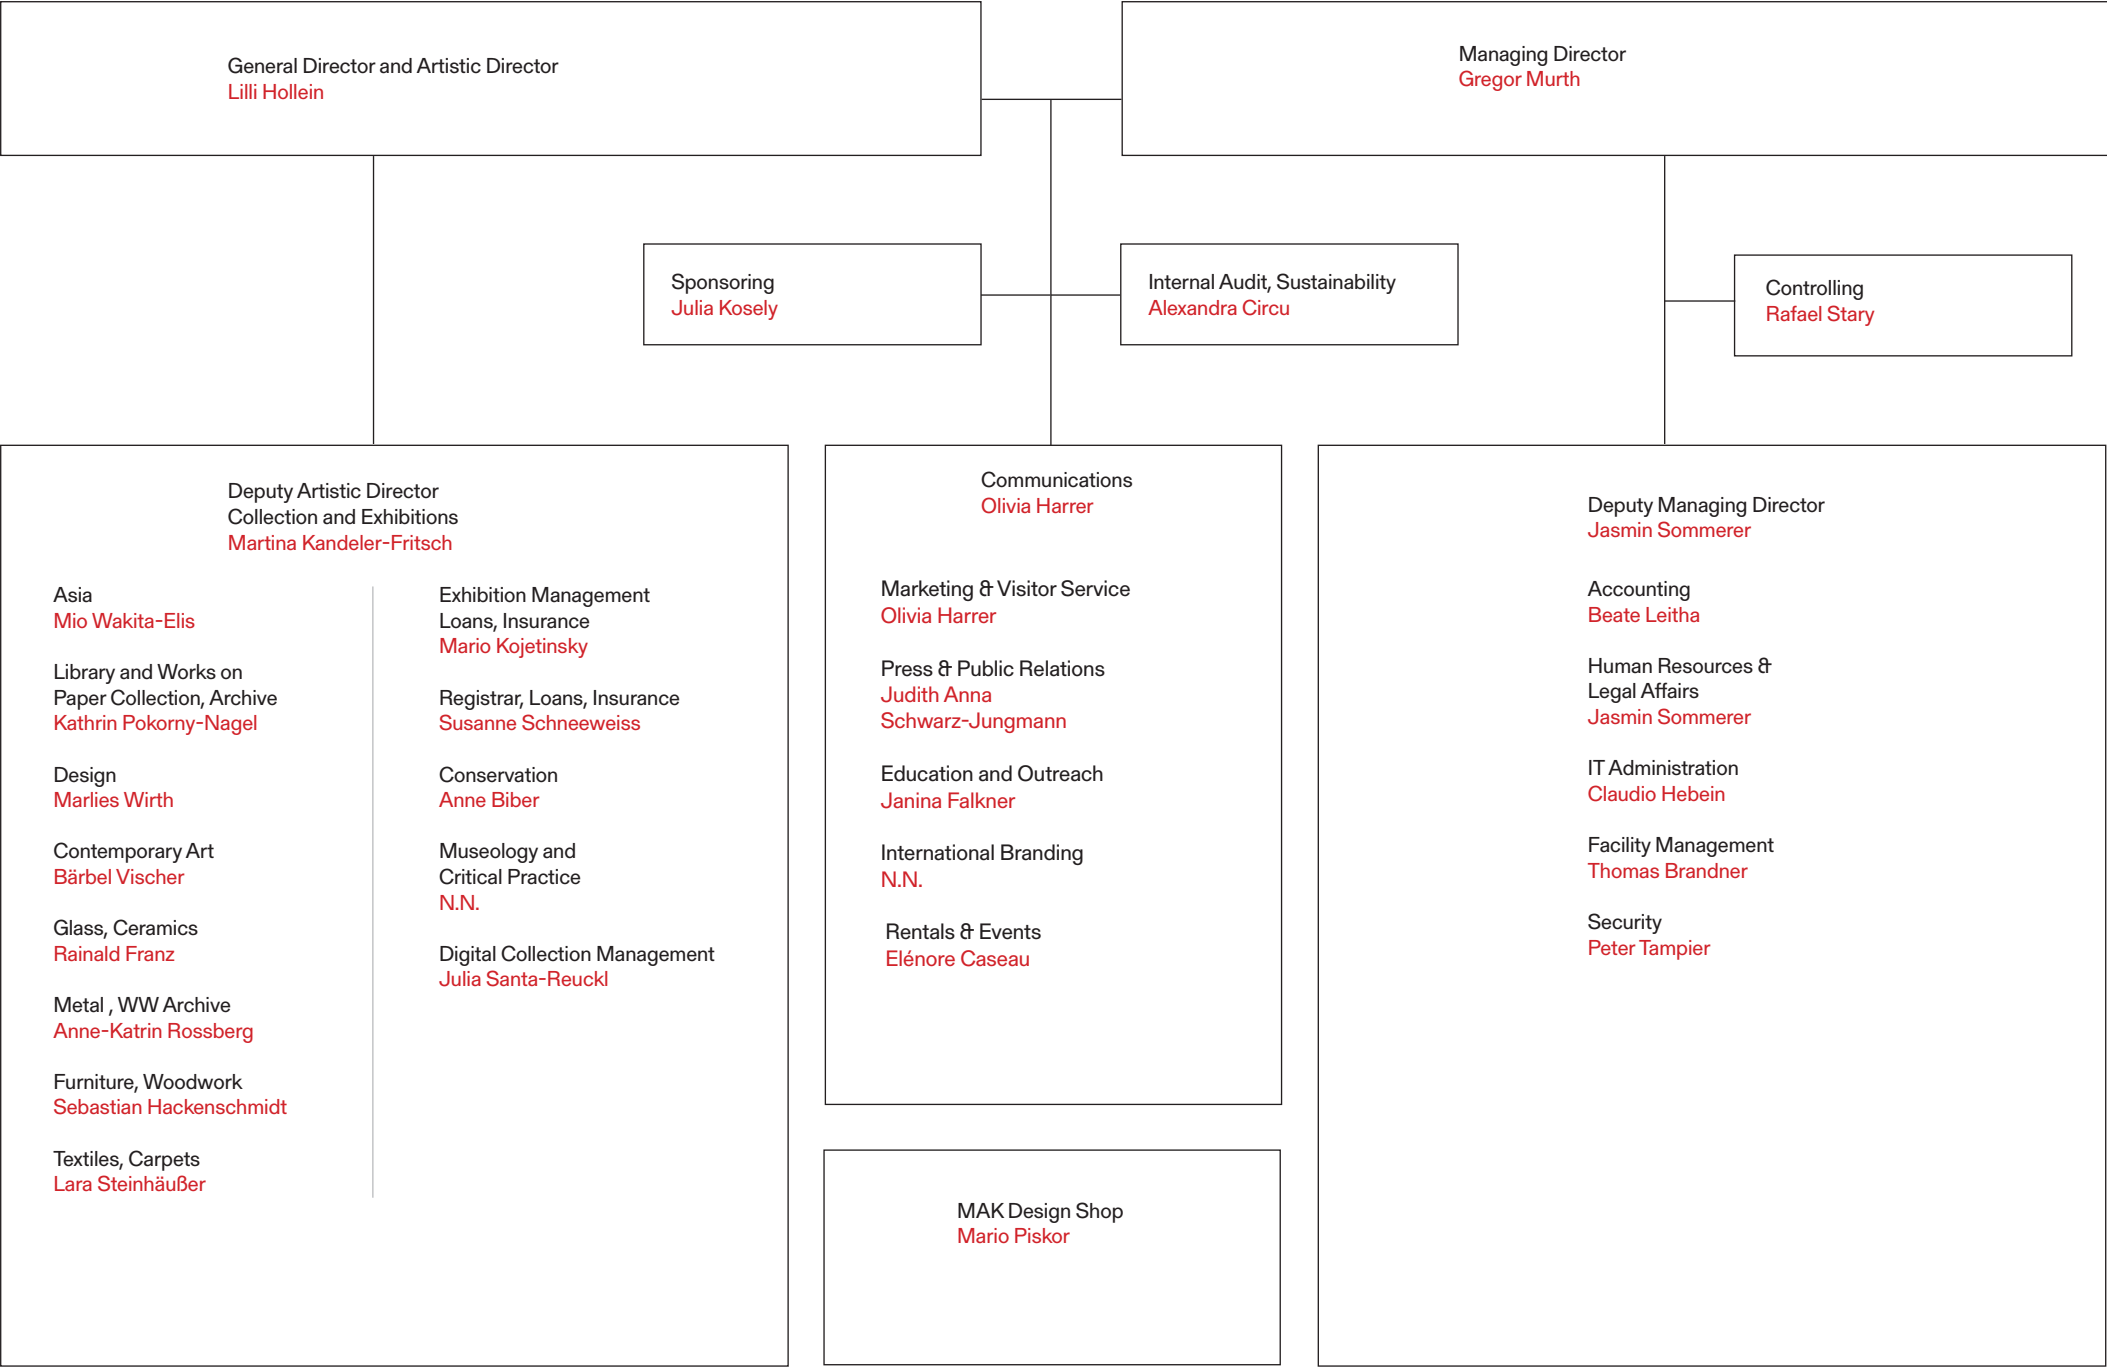 General Director and Artistic Director
Lilli Hollein
Managing Director
Gregor Murth
Sponsoring
Julia Kosely
Internal Audit, Sustainability
Alexandra Circu
Controlling
Rafael Stary
Deputy Artistic Director
Collection and Exhibitions
Martina Kandeler-Fritsch
Asia
Mio Wakita-Elis
Library and Works on
Paper Collection, Archive
Kathrin Pokorny-Nagel
Design
Marlies Wirth
Contemporary Art
Bärbel Vischer
Glass, Ceramics
Rainald Franz
Metal , WW Archive
Anne-Katrin Rossberg
Furniture, Woodwork
Sebastian Hackenschmidt
Textiles, Carpets
Lara Steinhäußer
Exhibition Management
Loans, Insurance
Mario Kojetinsky
Registrar, Loans, Insurance
Susanne Schneeweiss
Conservation
Anne Biber
Museology and
Critical Practice
N.N.
Digital Collection Management
Julia Santa-Reuckl
Communications
Olivia Harrer
Marketing & Visitor Service
Olivia Harrer
Press & Public Relations
Judith Anna
Schwarz-Jungmann
Education and Outreach
Janina Falkner
International Branding
N.N.
Rentals & Events
Elénore Caseau
MAK Design Shop
Mario Piskor
Deputy Managing Director
Jasmin Sommerer
Accounting
Beate Leitha
Human Resources &
Legal Affairs
Jasmin Sommerer
IT Administration
Claudio Hebein
Facility Management
Thomas Brandner
Security
Peter Tampier